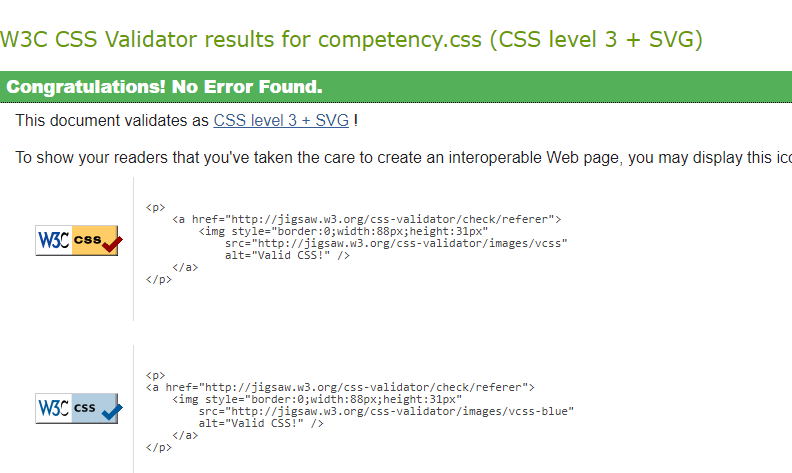 W3C CSS Validator results for competency.css (CSS level 3 + SVG)
Congratulations! No Error Found.
This document validates as CSS level 3 + SVG !
To show your readers that you've taken the care to create an interoperable Web page, you may display this
W3C css
<p>
    <a href="http://jigsaw.w3.org/css-validator/check/referer">
        <img style="border:0;width:88px;height:31px"
            src="http://jigsaw.w3.org/css-validator/images/vcss"
            alt="Valid CSS!" />
    </a>
</p>
W3C css
<p>
<a href="http://jigsaw.w3.org/css-validator/check/referer">
    <img style="border:0;width:88px;height:31px"
        src="http://jigsaw.w3.org/css-validator/images/vcss-blue"
        alt="Valid CSS!" />
    </a>
</p>